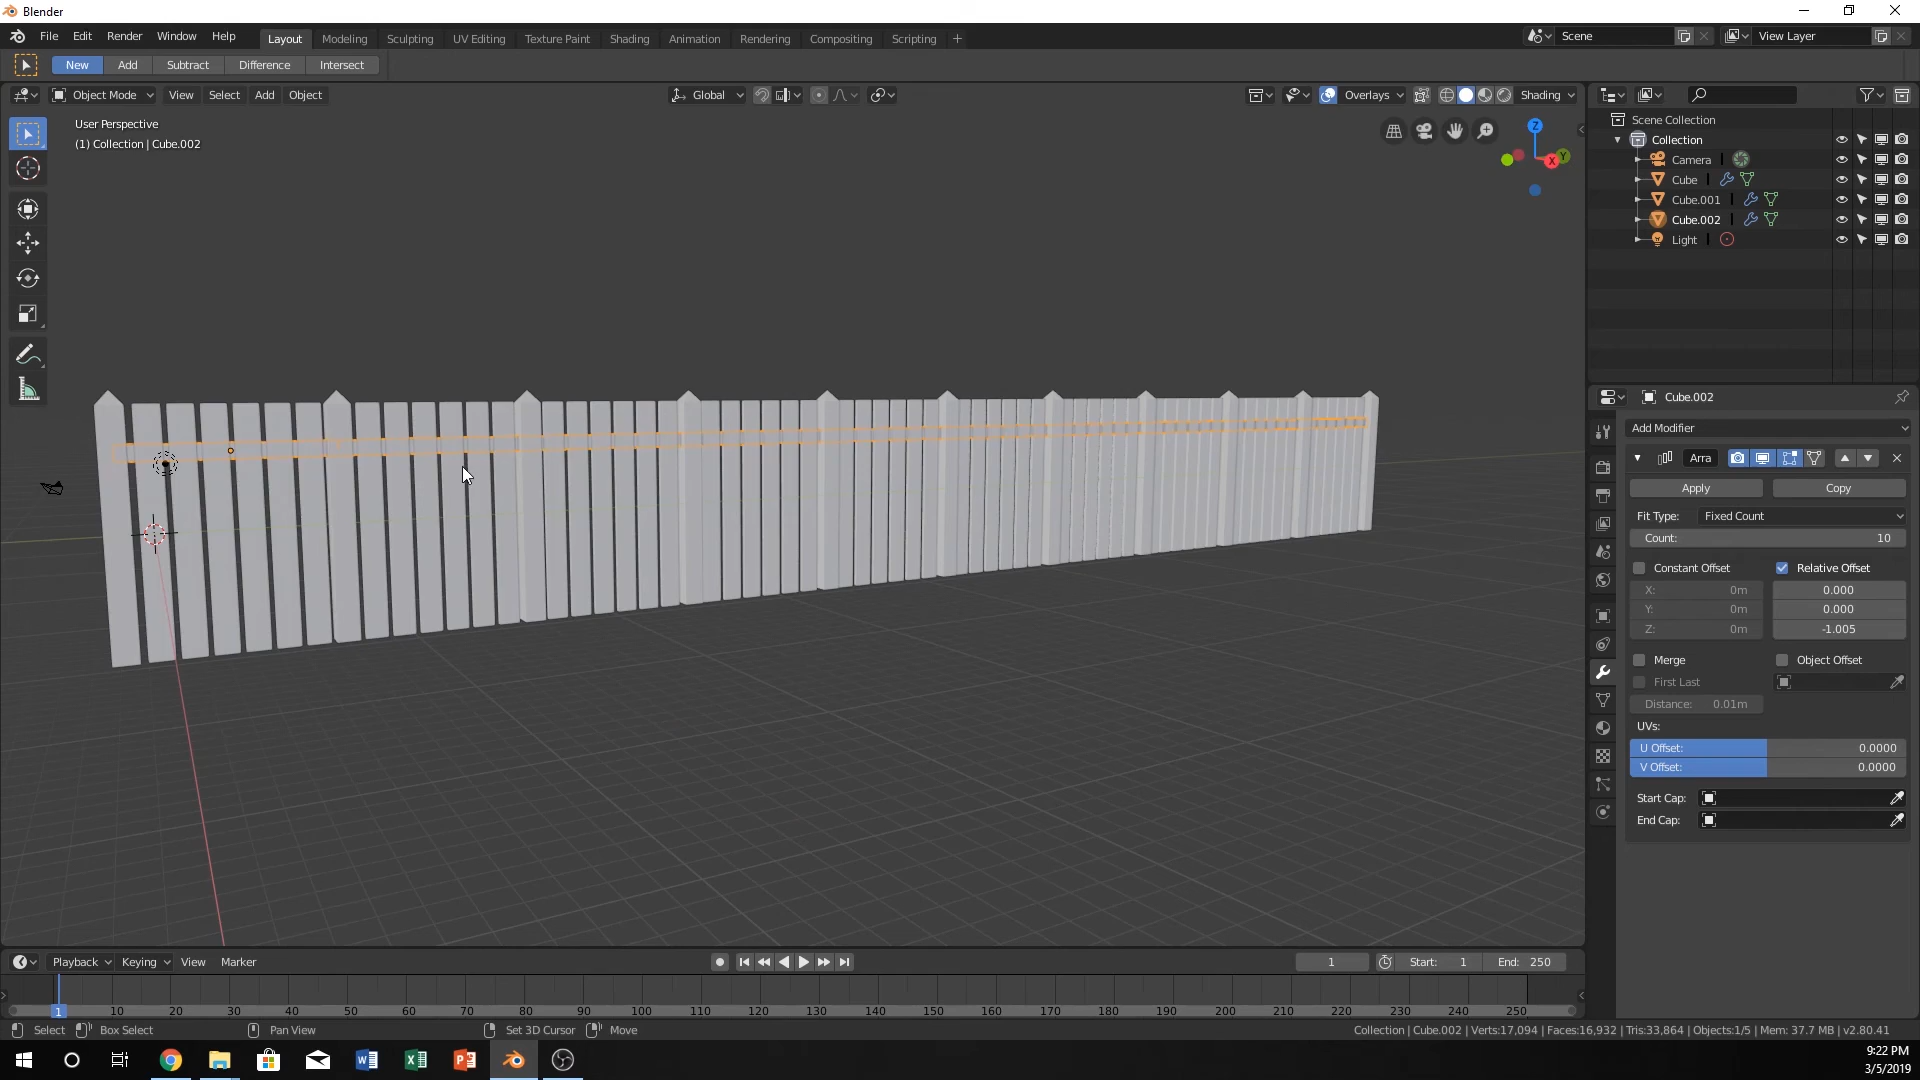 Blender
File Edit Render Window Help
Layout Modeling Sculpting UV Editing Texture Paint Shading Animation Rendering Compositing Scripting +
Scene
View Layer
New Add Subtract Difference Intersect
Object Mode View Select Add Object
Global
Overlays
Shading
User Perspective
(1) Collection | Cube.002
Z
X
Y
Scene Collection
Collection
Camera
Cube
Cube.001
Cube.002
Light
Cube.002
Add Modifier
Arra
Apply Copy
Fit Type: Fixed Count
Count: 10
Constant Offset Relative Offset
X: 0m 0.000
Y: 0m 0.000
Z: 0m -1.005
Merge Object Offset
First Last
Distance: 0.01m
UVs:
U Offset: 0.0000
V Offset: 0.0000
Start Cap:
End Cap:
Playback Keying View Marker
1 Start: 1 End: 250
1 10 20 30 40 50 60 70 80 90 100 110 120 130 140 150 160 170 180 190 200 210 220 230 240 250
Select Box Select Pan View Set 3D Cursor Move
Collection | Cube.002 | Verts:17,094 | Faces:16,932 | Tris:33,864 | Objects:1/5 | Mem: 37.7 MB | v2.80.41
9:22 PM
3/5/2019